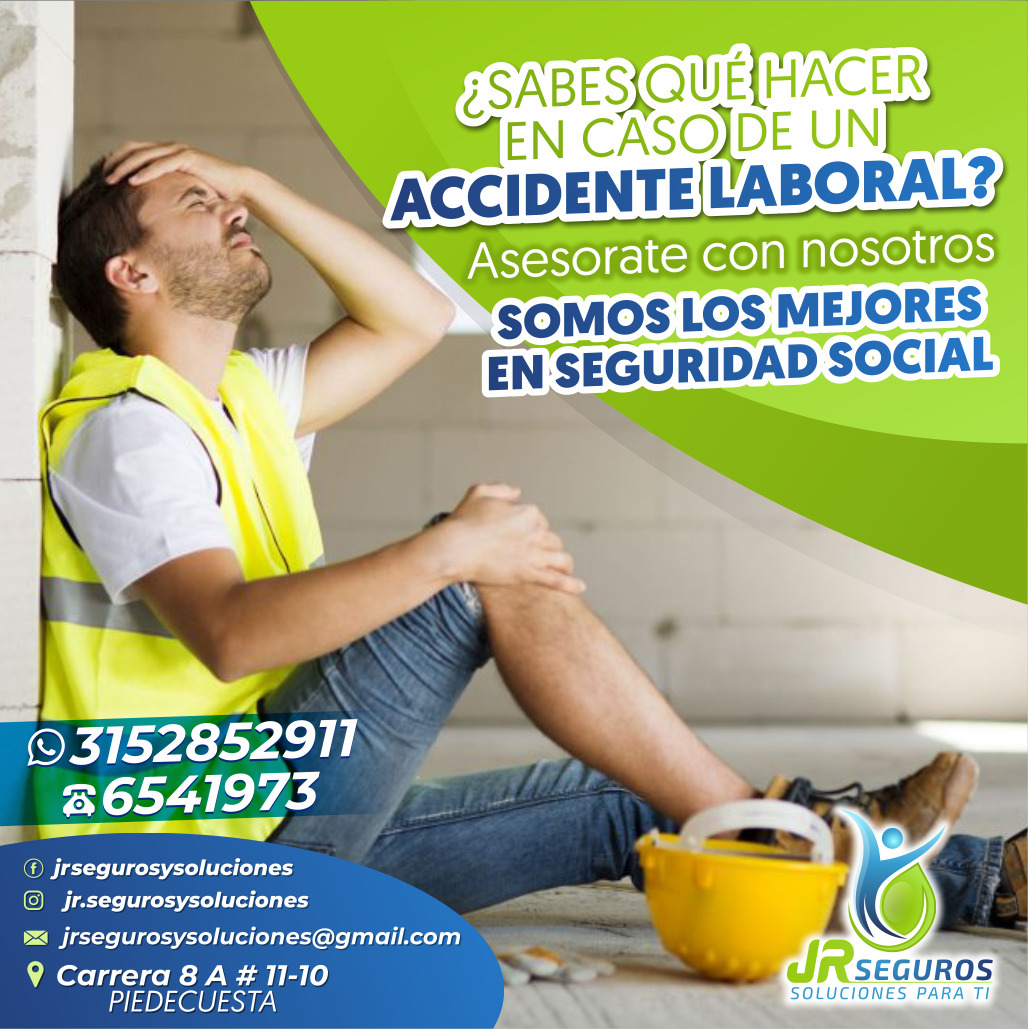 ¿SABES QUÉ HACER
EN CASO DE UN
ACCIDENTE LABORAL?
Asesorate con nosotros
SOMOS LOS MEJORES
EN SEGURIDAD SOCIAL
3152852911
6541973
jrsegurosysoluciones
jr.segurosysoluciones
jrsegurosysoluciones@gmail.com
Carrera 8 A # 11-10
PIEDECUESTA
JR SEGUROS
SOLUCIONES PARA TI